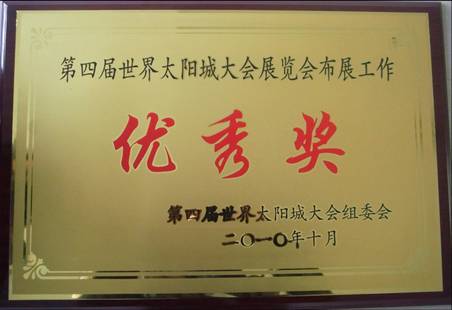 第四届世界太阳城大会展览会布展工作
优秀奖
第四届世界太阳城大会组委会
二〇一〇年十月